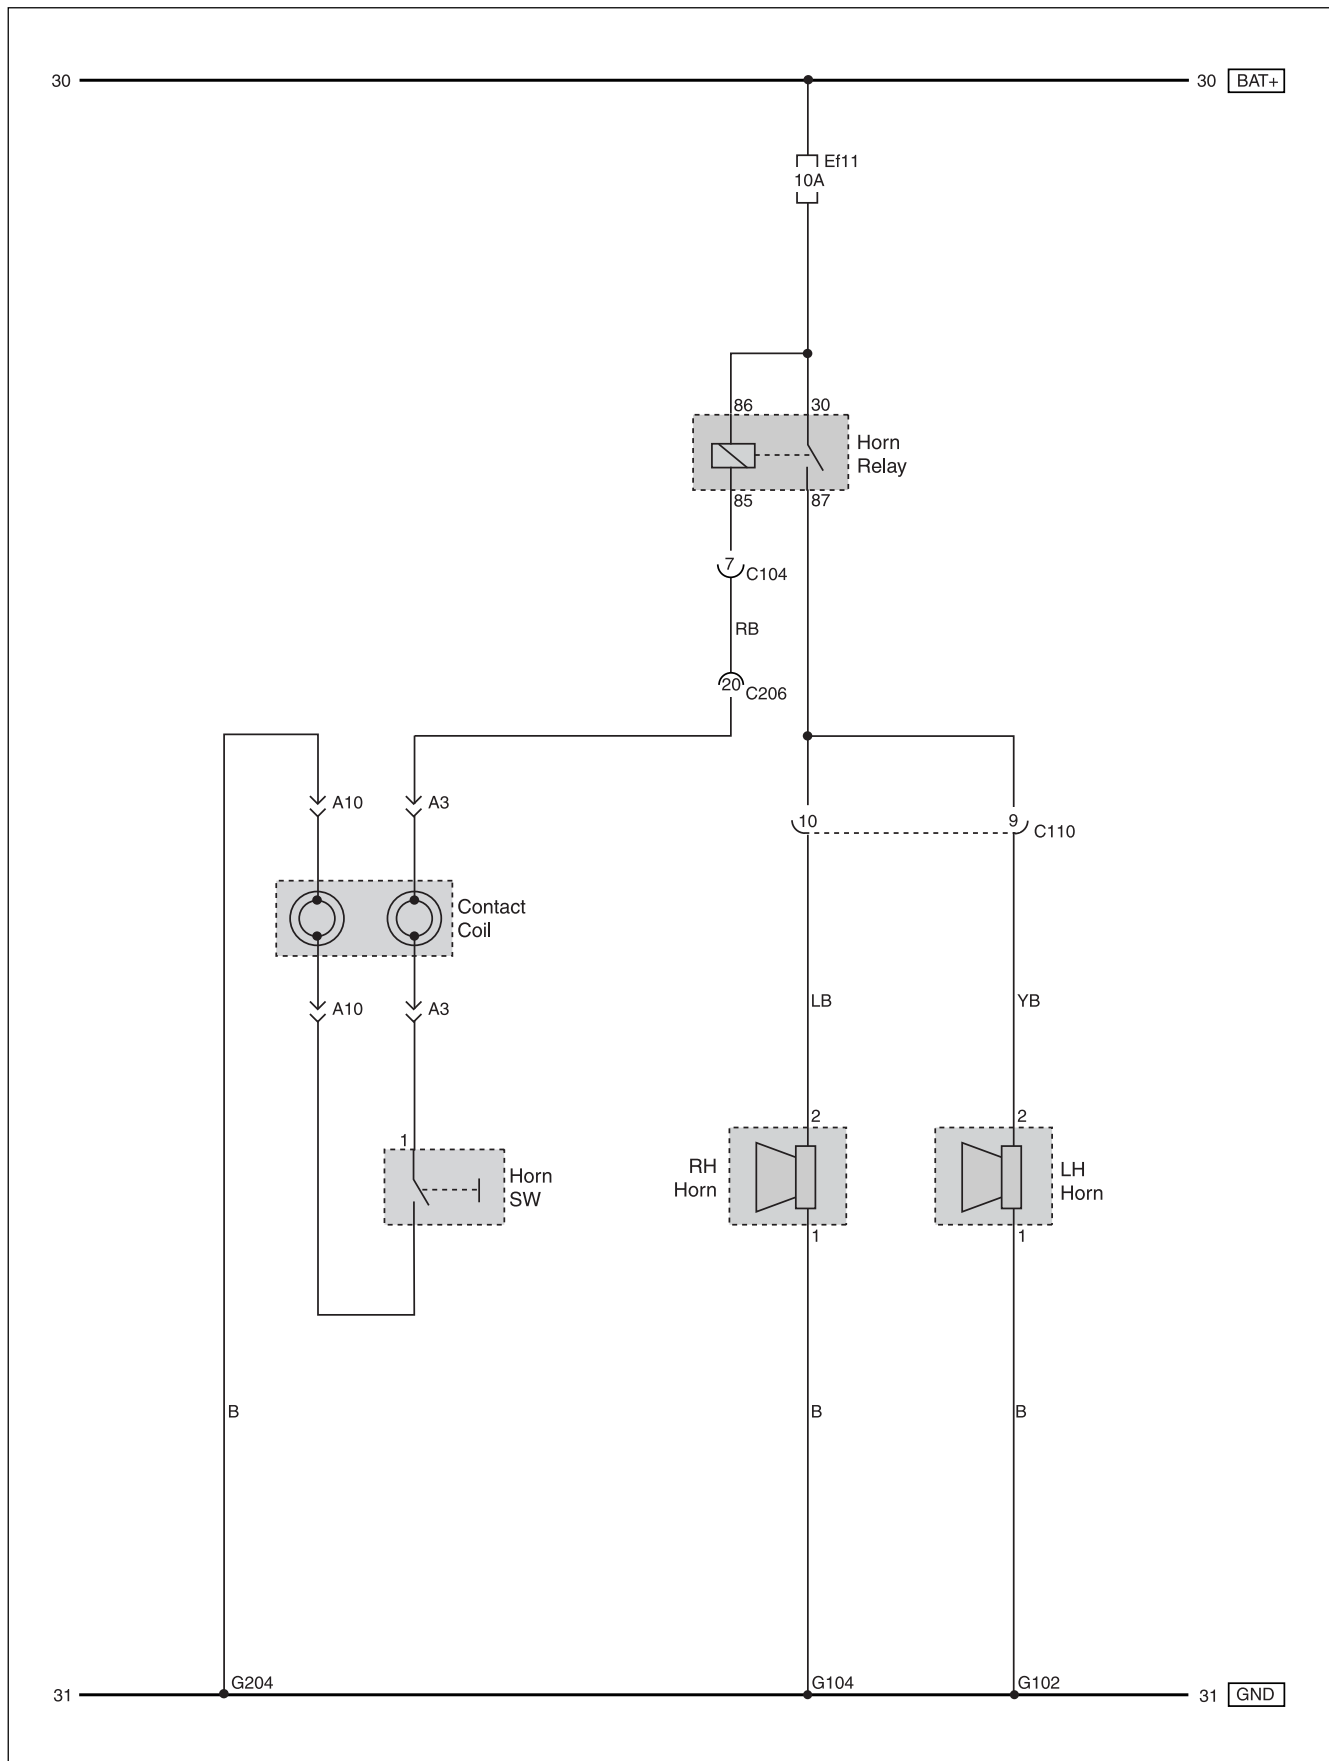 30
30 BAT+
Ef11
10A
86
30
Horn
Relay
85
87
7
C104
RB
20
C206
A10
A3
10
9
C110
Contact
Coil
LB
YB
A10
A3
2
2
1
Horn
SW
RH
Horn
LH
Horn
1
1
B
B
B
G204
G104
G102
31
31 GND